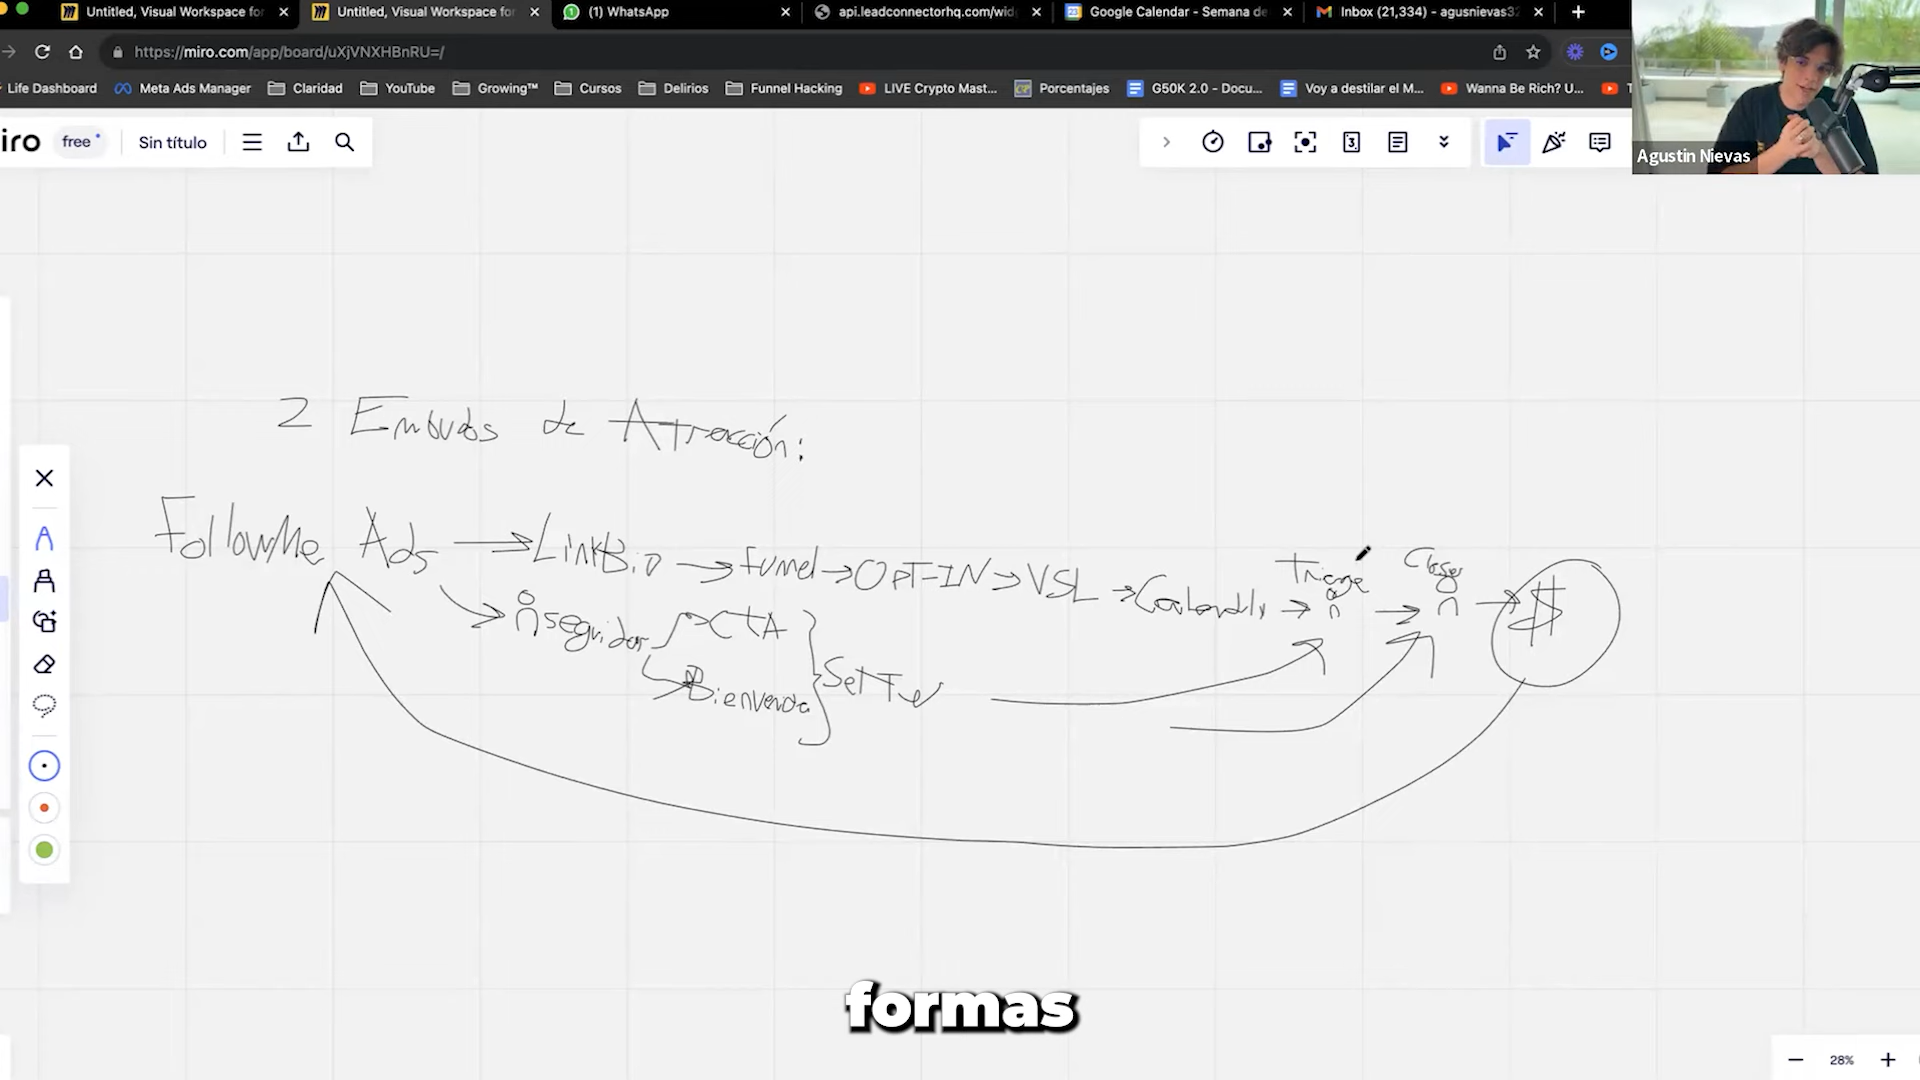 Untitled, Visual Workspace for
Untitled, Visual Workspace for
(1) WhatsApp
api.leadconnectorhq.com/wid
Google Calendar - Semana de
Inbox (21,334) - agusnievas32
https://miro.com/app/board/uXjVNXHBnRU=/
Life Dashboard
Meta Ads Manager
Claridad
YouTube
Growing™
Cursos
Delirios
Funnel Hacking
LIVE Crypto Mast...
Porcentajes
G50K 2.0 - Docu...
Voy a destilar el M...
Wanna Be Rich? U...
iro
free
Sin título
3
Agustin Nievas
2 Embudos de Atracción:
FollowMe Ads → LinkBio → Funel → OPT-IN → VSL → Calendly → Triage → Closer → $
seguidor
CTA
Bienvenida
Setter
formas
28%